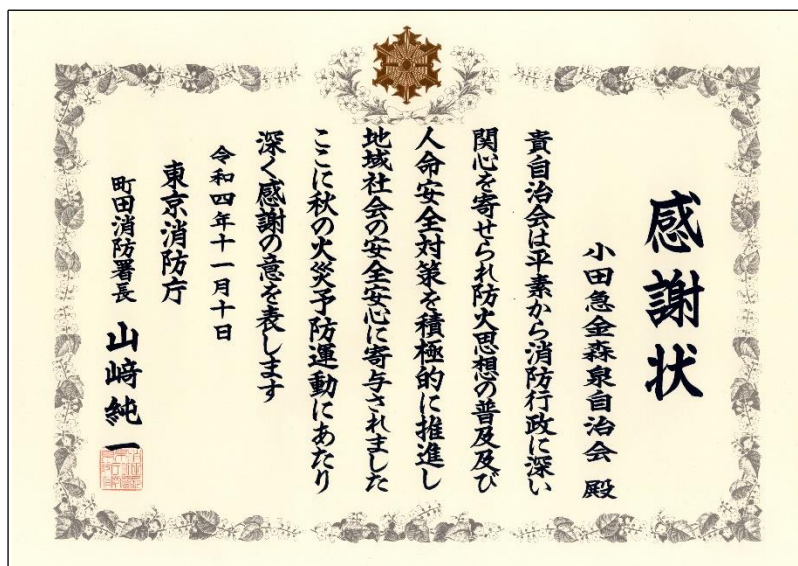 感謝状
小田急金森泉自治会 殿
貴自治会は平素から消防行政に深い
関心を寄せられ防火思想の普及及び
人命安全対策を積極的に推進し
地域社会の安全安心に寄与されました
ここに秋の火災予防運動にあたり
深く感謝の意を表します
令和四年十一月十日
東京消防庁
町田消防署長 山﨑純一